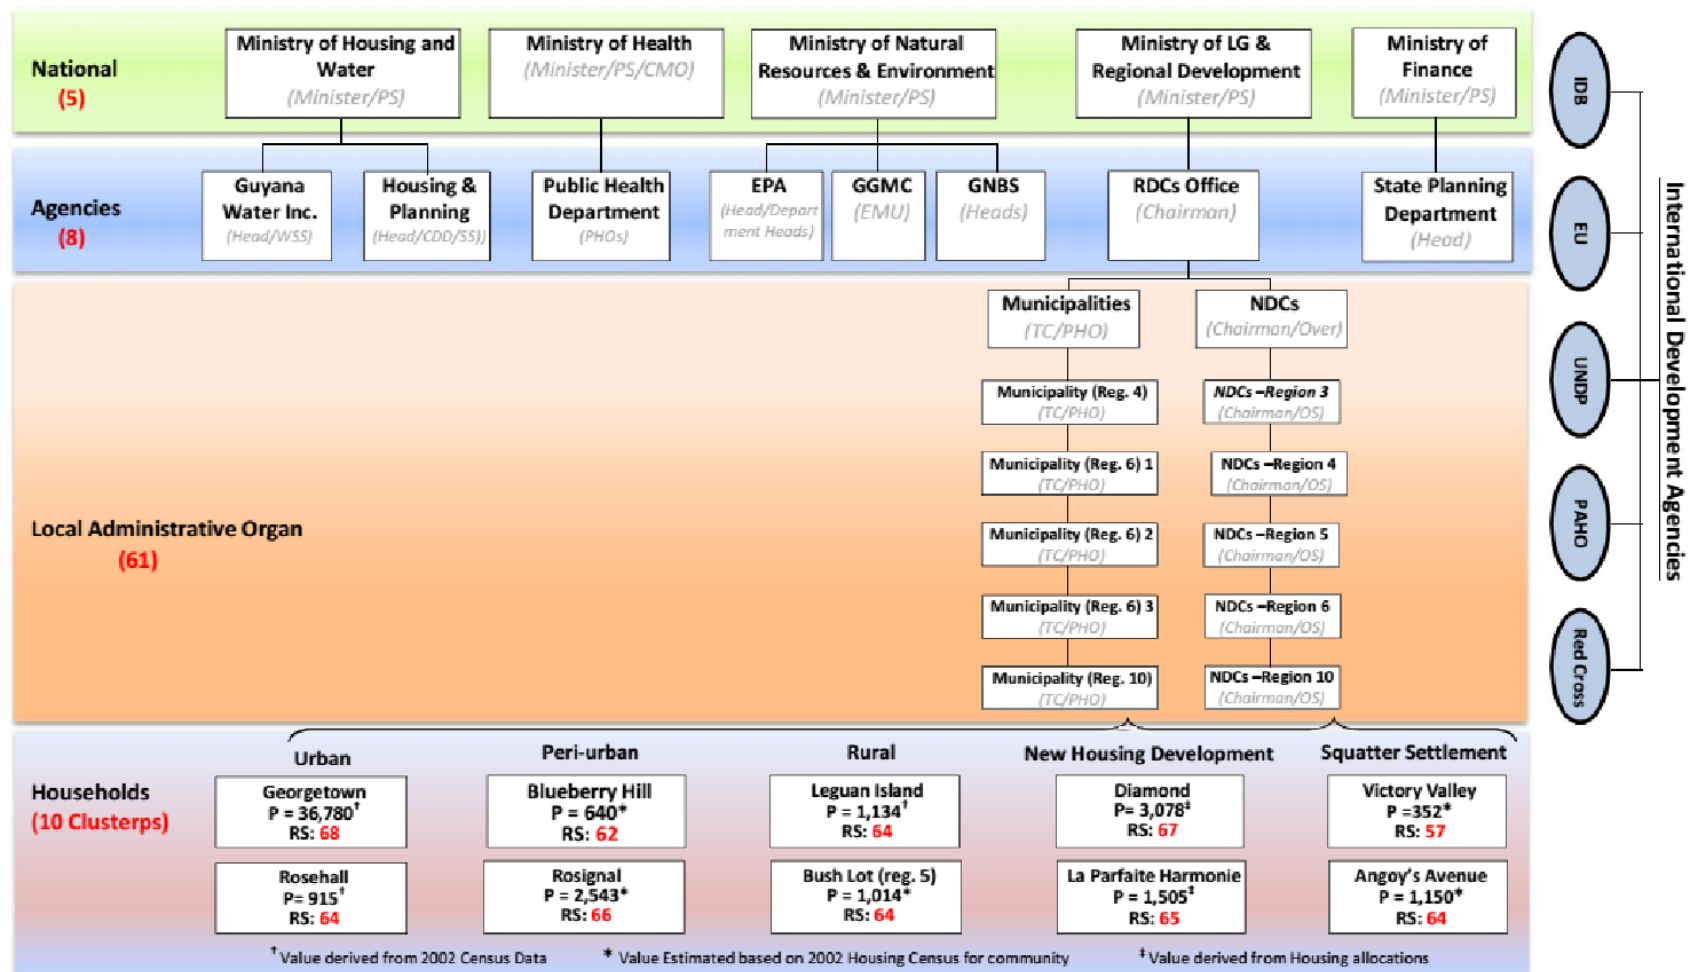 National
(5)
Ministry of Housing and
Water
(Minister/PS)
Ministry of Health
(Minister/PS/CMO)
Ministry of Natural
Resources & Environment
(Minister/PS)
Ministry of LG &
Regional Development
(Minister/PS)
Ministry of
Finance
(Minister/PS)
Agencies
(8)
Guyana
Water Inc.
(Head/WSS)
Housing &
Planning
(Head/CDD/SS))
Public Health
Department
(PHOs)
EPA
(Head/Depart
ment Heads)
GGMC
(EMU)
GNBS
(Heads)
RDCs Office
(Chairman)
State Planning
Department
(Head)
Local Administrative Organ
(61)
Municipalities
(TC/PHO)
Municipality (Reg. 4)
(TC/PHO)
Municipality (Reg. 6) 1
(TC/PHO)
Municipality (Reg. 6) 2
(TC/PHO)
Municipality (Reg. 6) 3
(TC/PHO)
Municipality (Reg. 10)
(TC/PHO)
NDCs
(Chairman/Over)
NDCs –Region 3
(Chairman/OS)
NDCs –Region 4
(Chairman/OS)
NDCs –Region 5
(Chairman/OS)
NDCs –Region 6
(Chairman/OS)
NDCs –Region 10
(Chairman/OS)
Households
(10 Clusterps)
Urban
Georgetown
P = 36,780†
RS: 68
Rosehall
P= 915†
RS: 64
Peri-urban
Blueberry Hill
P = 640*
RS: 62
Rosignal
P = 2,543*
RS: 66
Rural
Leguan Island
P = 1,134†
RS: 64
Bush Lot (reg. 5)
P = 1,014*
RS: 64
New Housing Development
Diamond
P= 3,078‡
RS: 67
La Parfaite Harmonie
P = 1,505‡
RS: 65
Squatter Settlement
Victory Valley
P =352*
RS: 57
Angoy's Avenue
P = 1,150*
RS: 64
† Value derived from 2002 Census Data
* Value Estimated based on 2002 Housing Census for community
‡ Value derived from Housing allocations
IDB
EU
UNDP
PAHO
Red Cross
International Development Agencies